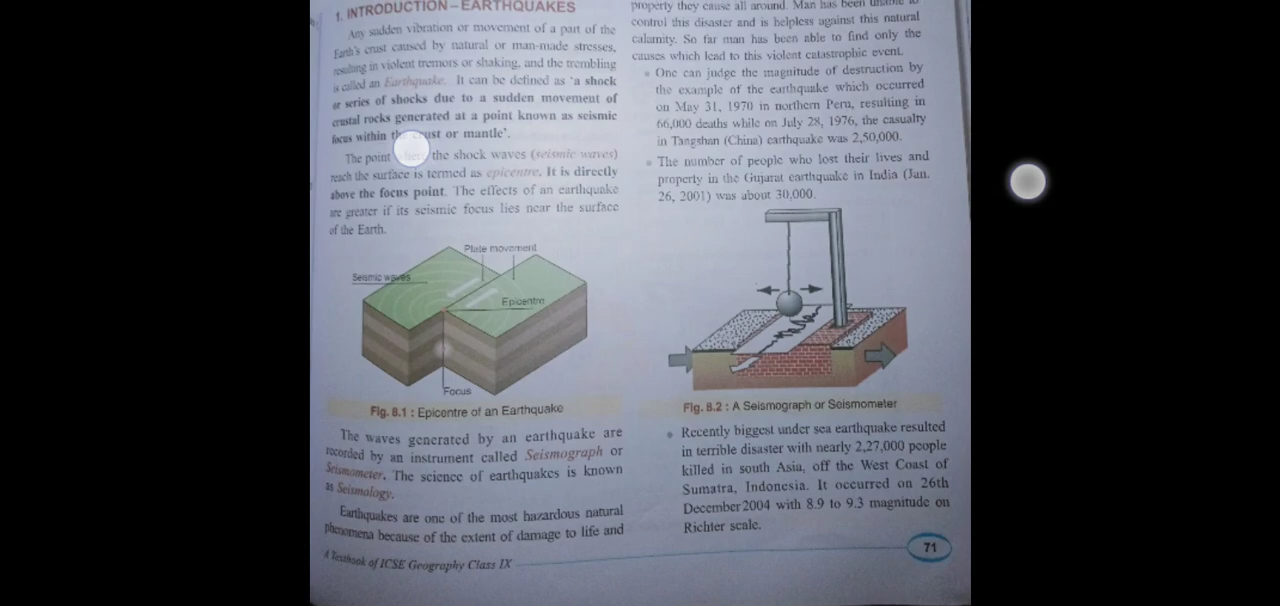 1. INTRODUCTION – EARTHQUAKES
Any sudden vibration or movement of a part of the
Earth's crust caused by natural or man-made stresses,
resulting in violent tremors or shaking, and the trembling
is called an Earthquake. It can be defined as 'a shock
or series of shocks due to a sudden movement of
crustal rocks generated at a point known as seismic
focus within the crust or mantle'.
The point where the shock waves (seismic waves)
reach the surface is termed as epicentre. It is directly
above the focus point. The effects of an earthquake
are greater if its seismic focus lies near the surface
of the Earth.
Plate movement
Seismic waves
Epicentre
Focus
Fig. 8.1 : Epicentre of an Earthquake
The waves generated by an earthquake are
recorded by an instrument called Seismograph or
Seismometer. The science of earthquakes is known
as Seismology.
Earthquakes are one of the most hazardous natural
phenomena because of the extent of damage to life and
property they cause all around. Man has been unable to
control this disaster and is helpless against this natural
calamity. So far man has been able to find only the
causes which lead to this violent catastrophic event.
One can judge the magnitude of destruction by
the example of the earthquake which occurred
on May 31, 1970 in northern Peru, resulting in
66,000 deaths while on July 28, 1976, the casualty
in Tangshan (China) earthquake was 2,50,000.
The number of people who lost their lives and
property in the Gujarat earthquake in India (Jan.
26, 2001) was about 30,000.
Fig. 8.2 : A Seismograph or Seismometer
Recently biggest under sea earthquake resulted
in terrible disaster with nearly 2,27,000 people
killed in south Asia, off the West Coast of
Sumatra, Indonesia. It occurred on 26th
December 2004 with 8.9 to 9.3 magnitude on
Richter scale.
A Textbook of ICSE Geography Class IX
71